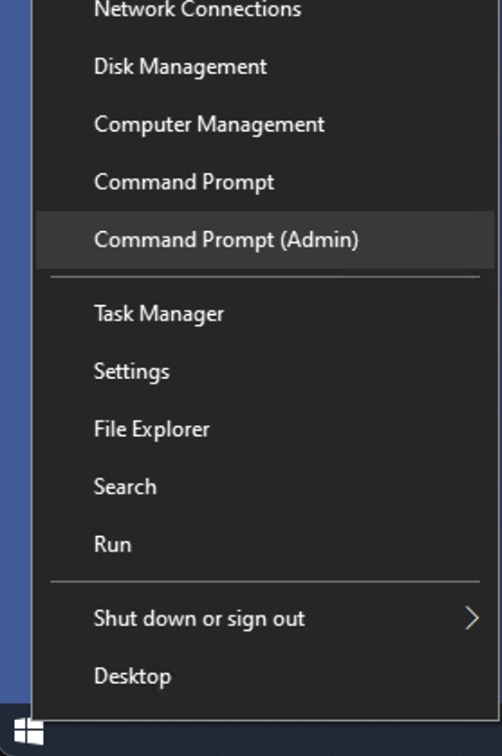 Network Connections
Disk Management
Computer Management
Command Prompt
Command Prompt (Admin)
Task Manager
Settings
File Explorer
Search
Run
Shut down or sign out
Desktop